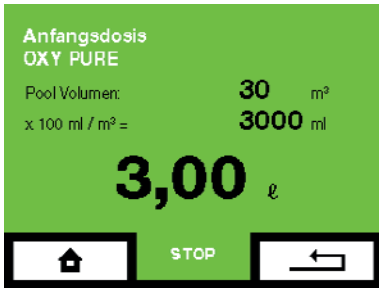 Anfangsdosis
OXY PURE
Pool Volumen: 30 m³
x 100 ml / m³ = 3000 ml
3,00 ℓ
STOP